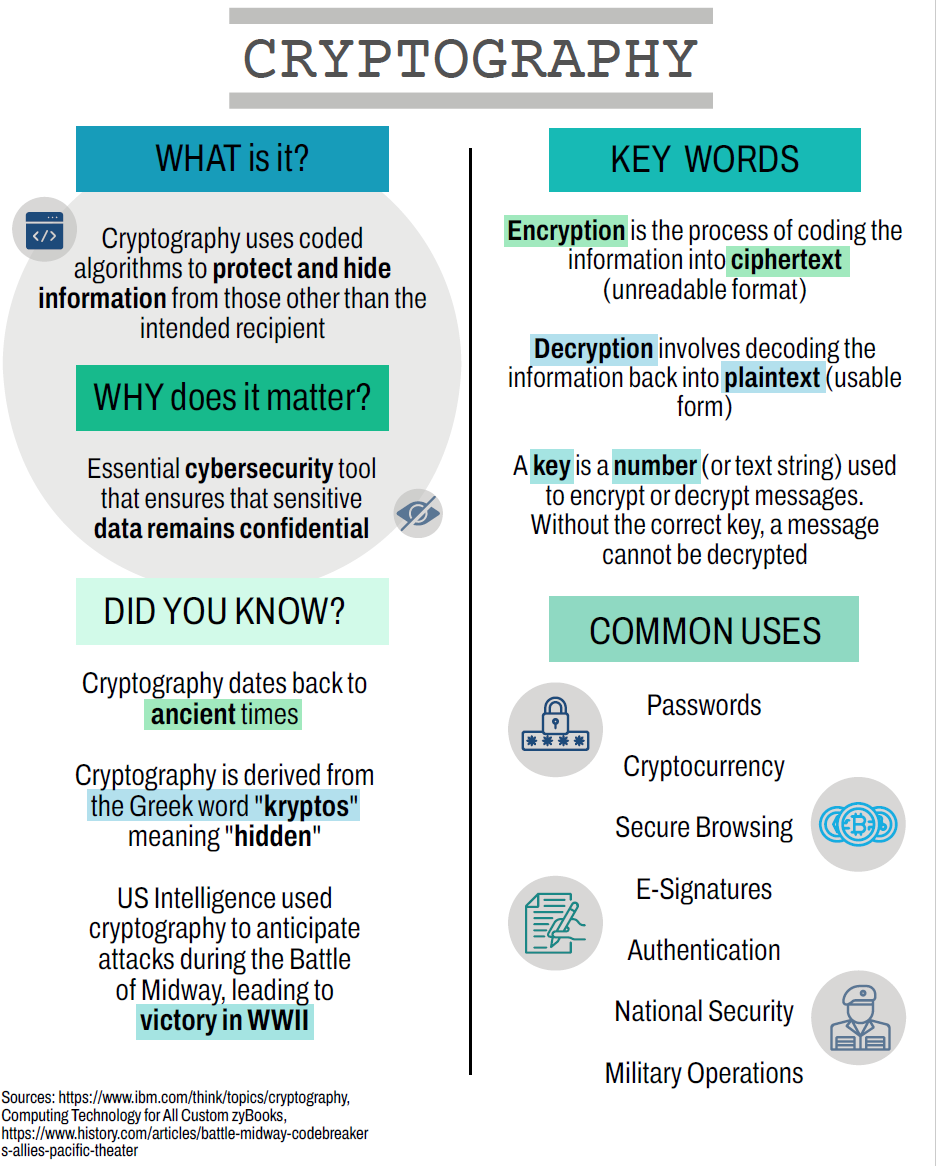 CRYPTOGRAPHY
WHAT is it?
</>
Cryptography uses coded
algorithms to protect and hide
information from those other than the
intended recipient
WHY does it matter?
Essential cybersecurity tool
that ensures that sensitive
data remains confidential
DID YOU KNOW?
Cryptography dates back to
ancient times
Cryptography is derived from
the Greek word "kryptos"
meaning "hidden"
US Intelligence used
cryptography to anticipate
attacks during the Battle
of Midway, leading to
victory in WWII
Sources: https://www.ibm.com/think/topics/cryptography,
Computing Technology for All Custom zyBooks,
https://www.history.com/articles/battle-midway-codebreaker
s-allies-pacific-theater
KEY WORDS
Encryption is the process of coding the
information into ciphertext
(unreadable format)
Decryption involves decoding the
information back into plaintext (usable
form)
A key is a number (or text string) used
to encrypt or decrypt messages.
Without the correct key, a message
cannot be decrypted
COMMON USES
Passwords
Cryptocurrency
Secure Browsing
E-Signatures
Authentication
National Security
Military Operations